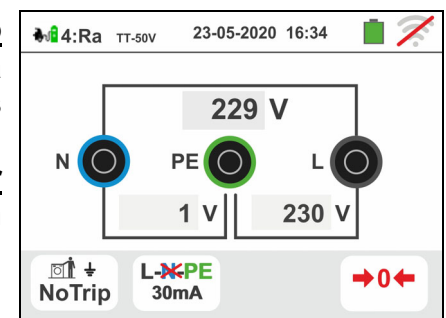 4:Ra TT-50V 23-05-2020 16:34
229 V
N PE L
1 V 230 V
NoTrip
L-N-PE
30mA
→0←